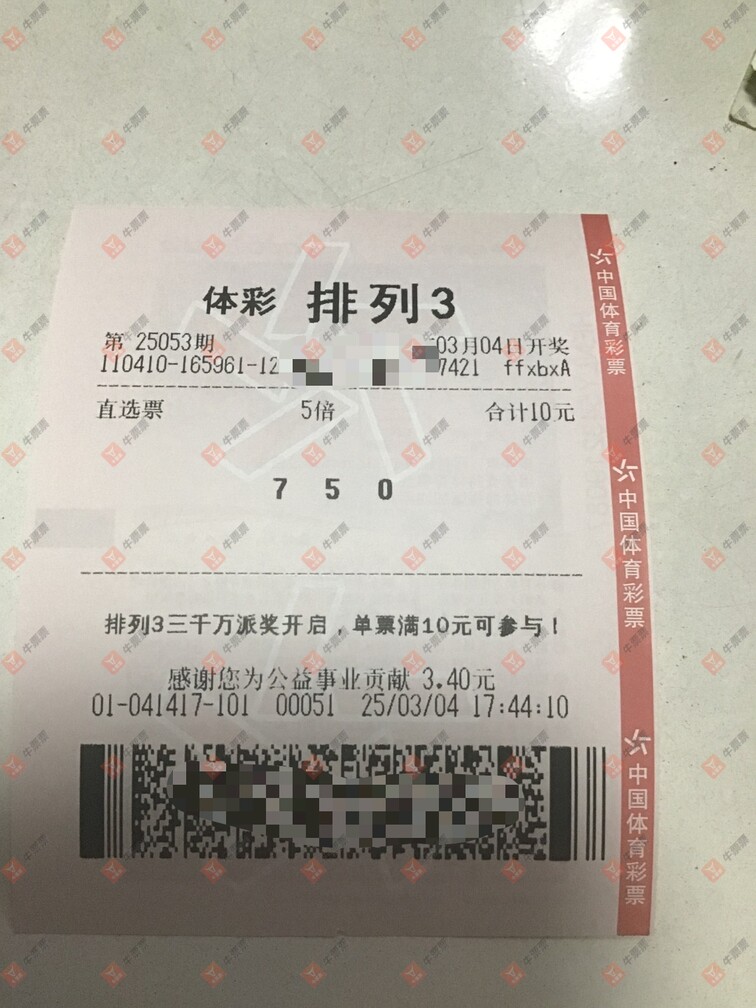 体彩 排列3
第 25053期 03月04日开奖
110410-165961-12 7421 ffxbxA
直选票 5倍 合计10元
7 5 0
排列3三千万派奖开启，单票满10元可参与！
感谢您为公益事业贡献 3.40元
01-041417-101 00051 25/03/04 17:44:10
中国体育彩票
中国体育彩票
中国体育彩票
牛票票